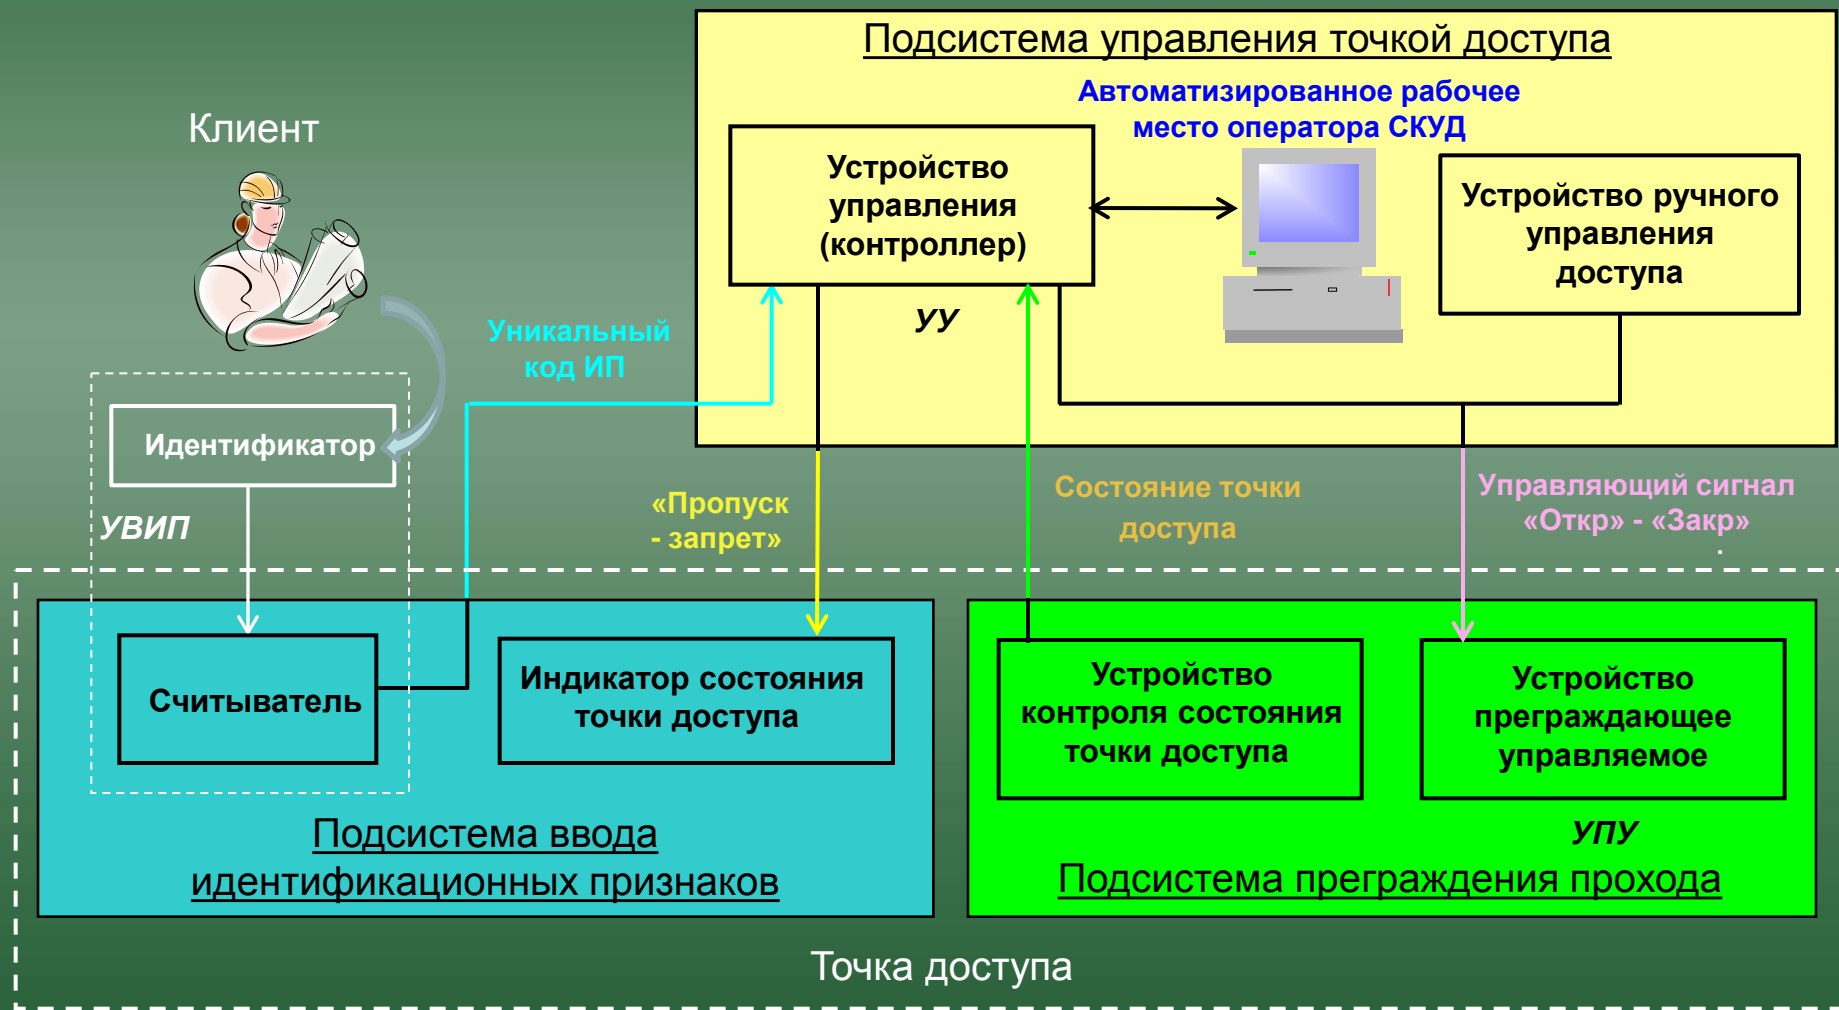 Подсистема управления точкой доступа
Автоматизированное рабочее
место оператора СКУД
Клиент
Устройство
управления
(контроллер)
Устройство ручного
управления
доступа
УУ
Уникальный
код ИП
Идентификатор
УВИП
«Пропуск
- запрет»
Состояние точки
доступа
Управляющий сигнал
«Откр» - «Закр»
.
Считыватель
Индикатор состояния
точки доступа
Устройство
контроля состояния
точки доступа
Устройство
преграждающее
управляемое
УПУ
Подсистема ввода
идентификационных признаков
Подсистема преграждения прохода
Точка доступа